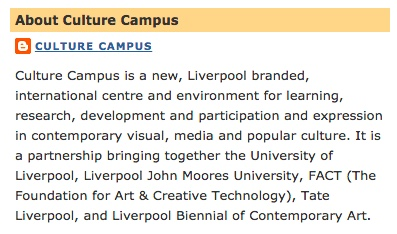 About Culture Campus
CULTURE CAMPUS
Culture Campus is a new, Liverpool branded,
international centre and environment for learning,
research, development and participation and expression
in contemporary visual, media and popular culture. It is
a partnership bringing together the University of
Liverpool, Liverpool John Moores University, FACT (The
Foundation for Art & Creative Technology), Tate
Liverpool, and Liverpool Biennial of Contemporary Art.